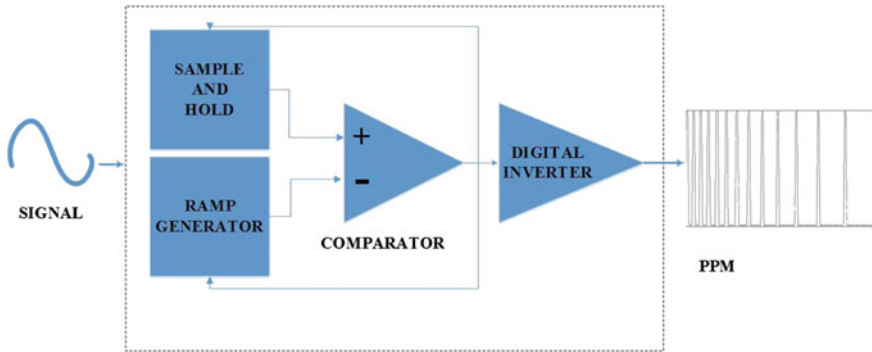 SAMPLE
AND
HOLD
SIGNAL
RAMP
GENERATOR
+
-
COMPARATOR
DIGITAL
INVERTER
PPM